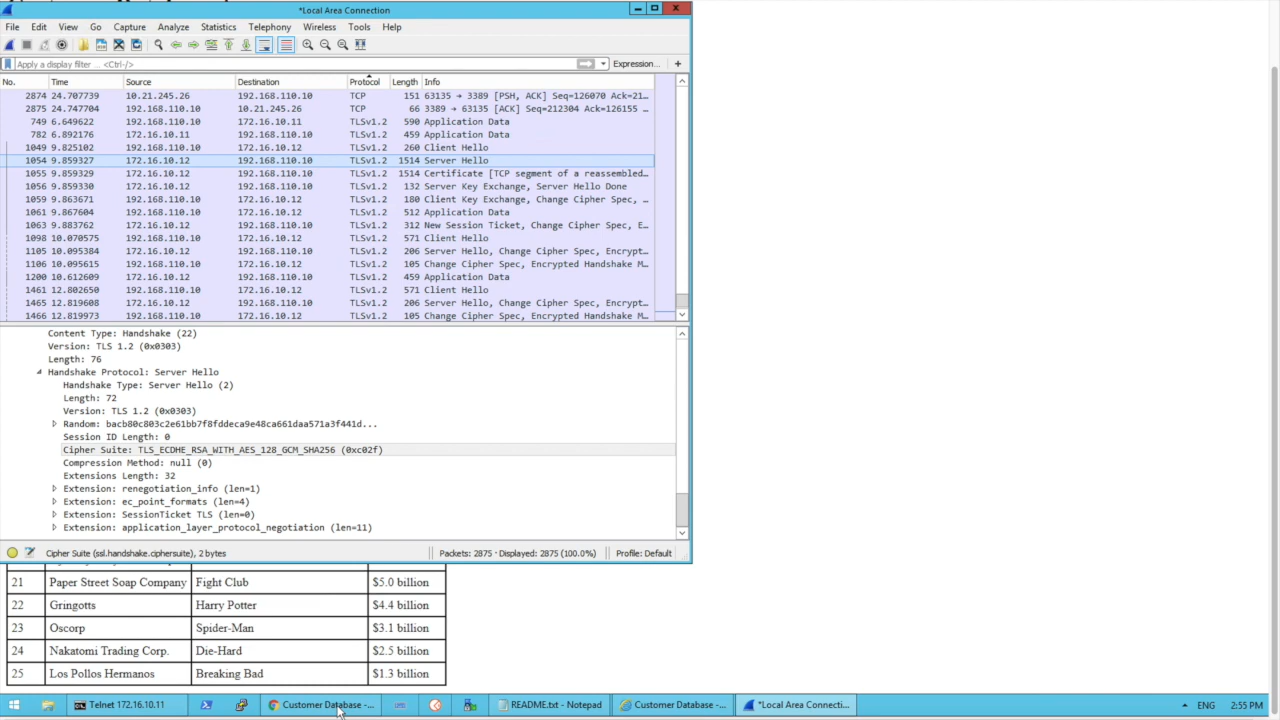 *Local Area Connection
File Edit View Go Capture Analyze Statistics Telephony Wireless Tools Help
Apply a display filter ... <Ctrl-/> Expression... +
No. Time Source Destination Protocol Length Info
2874 24.707739 10.21.245.26 192.168.110.10 TCP 151 63135 → 3389 [PSH, ACK] Seq=126070 Ack=21...
2875 24.747704 192.168.110.10 10.21.245.26 TCP 66 3389 → 63135 [ACK] Seq=212304 Ack=126155 ...
749 6.649622 192.168.110.10 172.16.10.11 TLSv1.2 590 Application Data
782 6.892176 172.16.10.11 192.168.110.10 TLSv1.2 459 Application Data
1049 9.825102 192.168.110.10 172.16.10.12 TLSv1.2 260 Client Hello
1054 9.859327 172.16.10.12 192.168.110.10 TLSv1.2 1514 Server Hello
1055 9.859329 172.16.10.12 192.168.110.10 TLSv1.2 1514 Certificate [TCP segment of a reassembled...
1056 9.859330 172.16.10.12 192.168.110.10 TLSv1.2 132 Server Key Exchange, Server Hello Done
1059 9.863671 192.168.110.10 172.16.10.12 TLSv1.2 180 Client Key Exchange, Change Cipher Spec, ...
1061 9.867604 192.168.110.10 172.16.10.12 TLSv1.2 512 Application Data
1063 9.883762 172.16.10.12 192.168.110.10 TLSv1.2 312 New Session Ticket, Change Cipher Spec, E...
1098 10.070575 192.168.110.10 172.16.10.12 TLSv1.2 571 Client Hello
1105 10.095384 172.16.10.12 192.168.110.10 TLSv1.2 206 Server Hello, Change Cipher Spec, Encrypt...
1106 10.095615 192.168.110.10 172.16.10.12 TLSv1.2 105 Change Cipher Spec, Encrypted Handshake M...
1200 10.612609 172.16.10.12 192.168.110.10 TLSv1.2 459 Application Data
1461 12.802650 192.168.110.10 172.16.10.12 TLSv1.2 571 Client Hello
1465 12.819608 172.16.10.12 192.168.110.10 TLSv1.2 206 Server Hello, Change Cipher Spec, Encrypt...
1466 12.819973 192.168.110.10 172.16.10.12 TLSv1.2 105 Change Cipher Spec, Encrypted Handshake M...
Content Type: Handshake (22)
Version: TLS 1.2 (0x0303)
Length: 76
Handshake Protocol: Server Hello
Handshake Type: Server Hello (2)
Length: 72
Version: TLS 1.2 (0x0303)
Random: bacb80c803c2e61bb7f8fddeca9e48ca661daa571a3f441d...
Session ID Length: 0
Cipher Suite: TLS_ECDHE_RSA_WITH_AES_128_GCM_SHA256 (0xc02f)
Compression Method: null (0)
Extensions Length: 32
Extension: renegotiation_info (len=1)
Extension: ec_point_formats (len=4)
Extension: SessionTicket TLS (len=0)
Extension: application_layer_protocol_negotiation (len=11)
Cipher Suite (ssl.handshake.ciphersuite), 2 bytes Packets: 2875 · Displayed: 2875 (100.0%) Profile: Default
21 Paper Street Soap Company Fight Club $5.0 billion
22 Gringotts Harry Potter $4.4 billion
23 Oscorp Spider-Man $3.1 billion
24 Nakatomi Trading Corp. Die-Hard $2.5 billion
25 Los Pollos Hermanos Breaking Bad $1.3 billion
Telnet 172.16.10.11 Customer Database -... README.txt - Notepad Customer Database -... *Local Area Connecti... ENG 2:55 PM